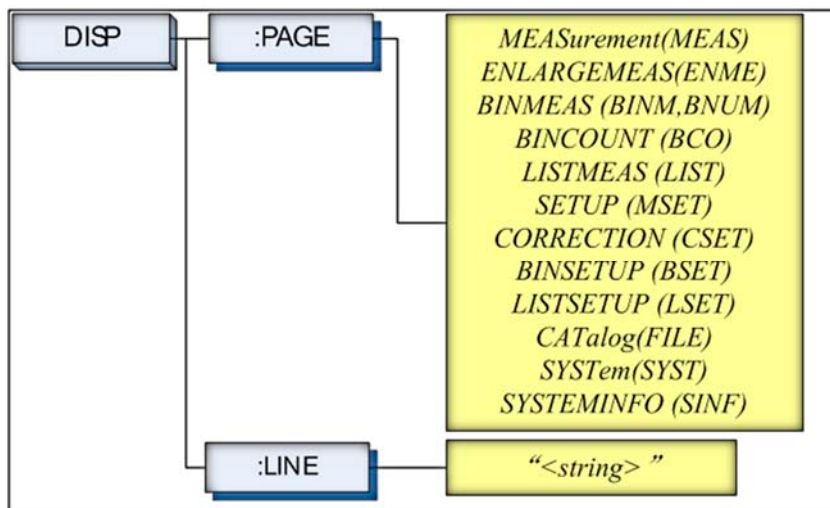 DISP
:PAGE
MEASurement(MEAS)
ENLARGEMEAS(ENME)
BINMEAS (BINM,BNUM)
BINCOUNT (BCO)
LISTMEAS (LIST)
SETUP (MSET)
CORRECTION (CSET)
BINSETUP (BSET)
LISTSETUP (LSET)
CATalog(FILE)
SYSTem(SYST)
SYSTEMINFO (SINF)
:LINE
“<string> ”